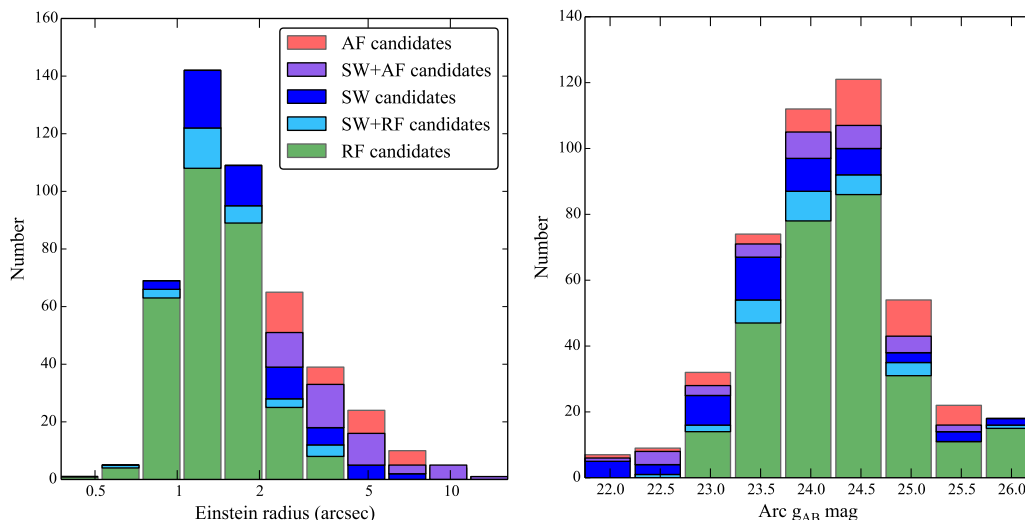 160
140
120
100
80
60
40
20
0
Number
0.5 1 2 5 10
Einstein radius (arcsec)
AF candidates
SW+AF candidates
SW candidates
SW+RF candidates
RF candidates
140
120
100
80
60
40
20
0
Number
22.0 22.5 23.0 23.5 24.0 24.5 25.0 25.5 26.0
Arc g_AB mag